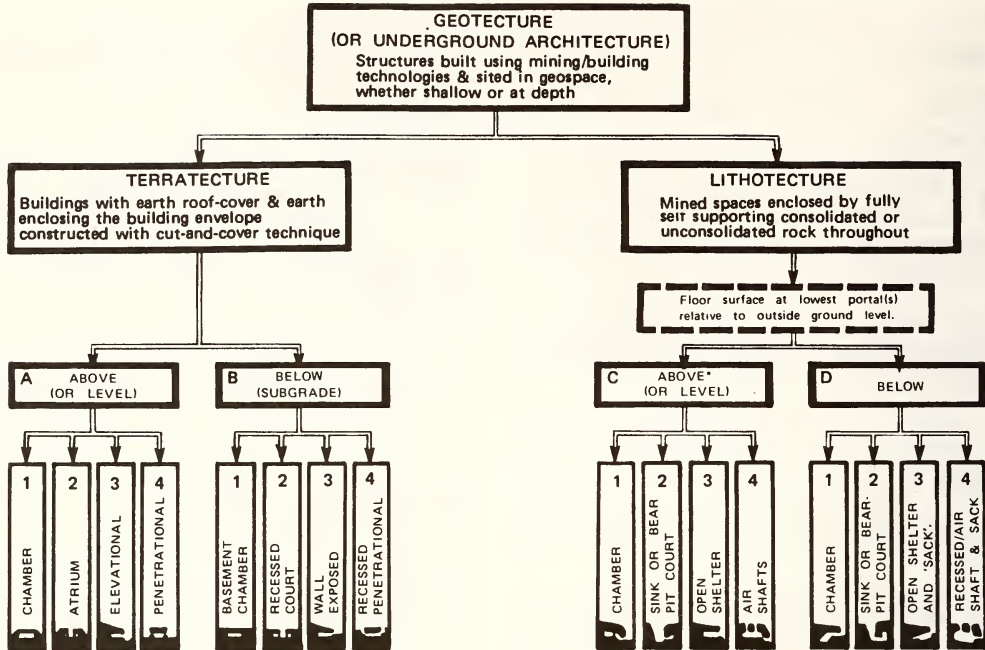 GEOTECTURE
(OR UNDERGROUND ARCHITECTURE)
Structures built using mining/building
technologies & sited in geospace,
whether shallow or at depth
TERRATECTURE
Buildings with earth roof-cover & earth
enclosing the building envelope
constructed with cut-and-cover technique
LITHOTECTURE
Mined spaces enclosed by fully
self supporting consolidated or
unconsolidated rock throughout
Floor surface at lowest portal(s)
relative to outside ground level.
A
ABOVE
(OR LEVEL)
B
BELOW
(SUBGRADE)
C
ABOVE
(OR LEVEL)
D
BELOW
1
CHAMBER
2
ATRIUM
3
ELEVATIONAL
4
PENETRATIONAL
1
BASEMENT
CHAMBER
2
RECESSED
COURT
3
WALL
EXPOSED
4
RECESSED
PENETRATIONAL
1
CHAMBER
2
SINK OR BEAR
PIT COURT
3
OPEN
SHELTER
4
AIR
SHAFTS
1
CHAMBER
2
SINK OR BEAR-
PIT COURT
3
OPEN SHELTER
AND 'SACK'.
4
RECESSED/AIR
SHAFT & SACK